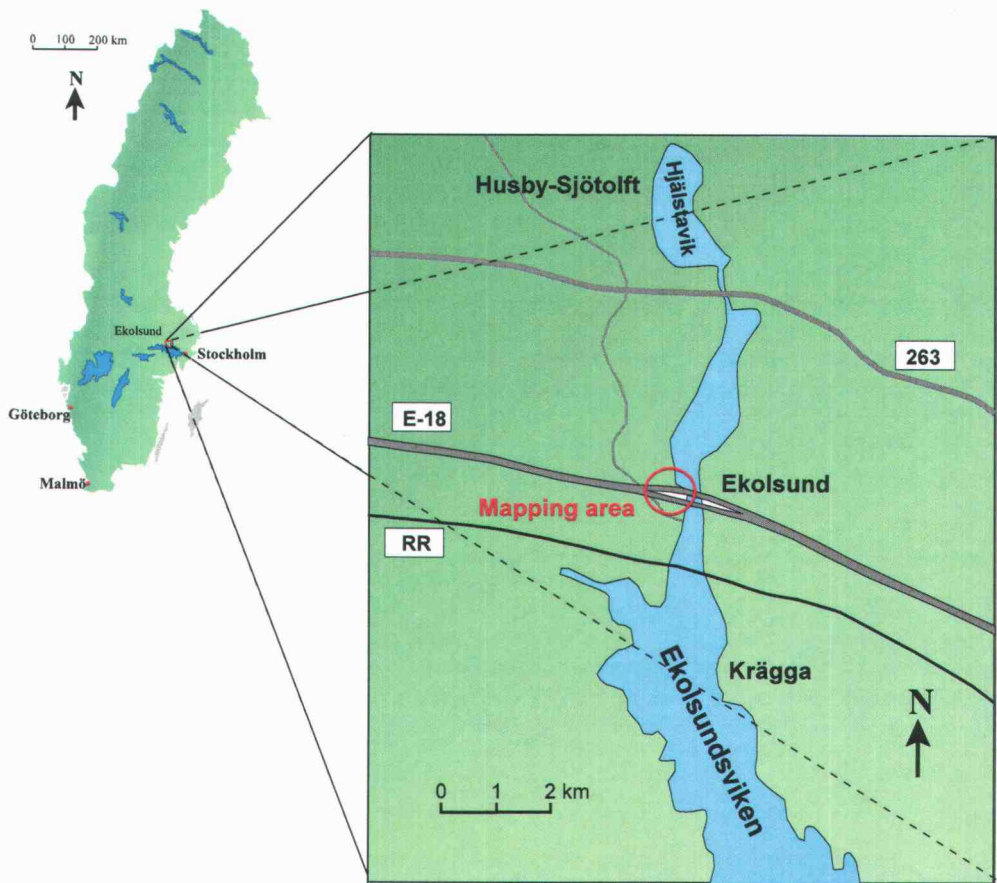 0 100 200 km
N
Ekolsund
Stockholm
Göteborg
Malmö
Husby-Sjötolft
Hjälstavik
263
E-18
Ekolsund
Mapping area
RR
Krägga
Ekolsundsviken
N
0 1 2 km